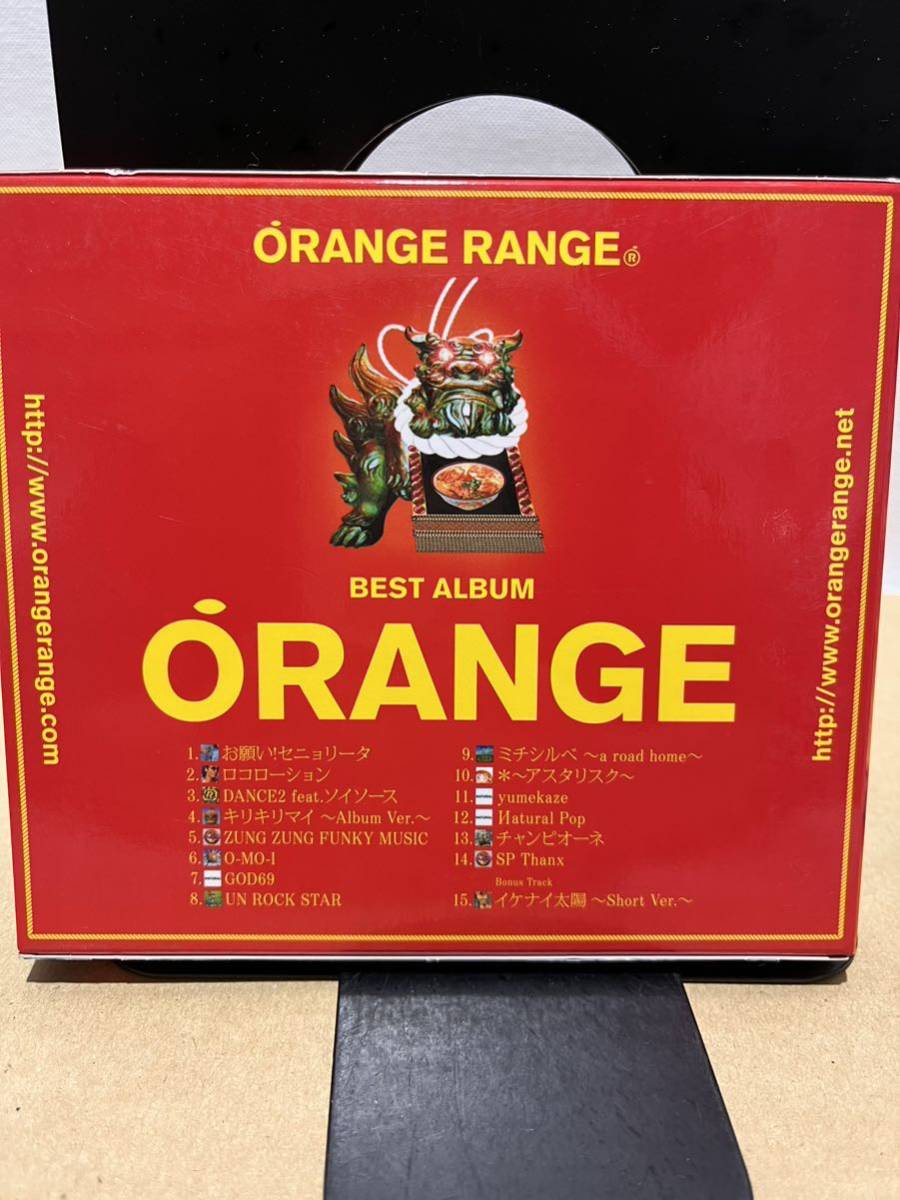 ORANGE RANGE®
http://www.orangerange.com
http://www.orangerange.net
BEST ALBUM
ORANGE
1. お願い!セニョリータ
2. ロコローション
3. DANCE2 feat.ソイソース
4. キリキリマイ ～Album Ver.～
5. ZUNG ZUNG FUNKY MUSIC
6. O-MO-I
7. GOD69
8. UN ROCK STAR
9. ミチシルベ ～a road home～
10. ＊～アスタリスク～
11. yumekaze
12. Иatural Pop
13. チャンピオーネ
14. SP Thanx
Bonus Track
15. イケナイ太陽 ～Short Ver.～